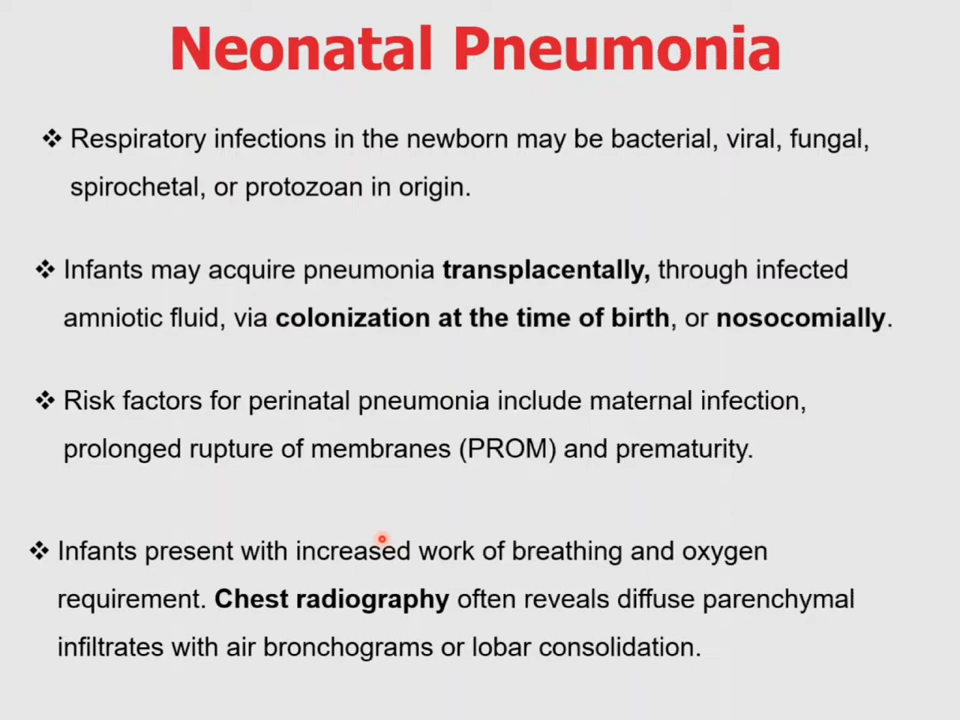 Neonatal Pneumonia
❖ Respiratory infections in the newborn may be bacterial, viral, fungal,
spirochetal, or protozoan in origin.
❖ Infants may acquire pneumonia transplacentally, through infected
amniotic fluid, via colonization at the time of birth, or nosocomially.
❖ Risk factors for perinatal pneumonia include maternal infection,
prolonged rupture of membranes (PROM) and prematurity.
❖ Infants present with increased work of breathing and oxygen
requirement. Chest radiography often reveals diffuse parenchymal
infiltrates with air bronchograms or lobar consolidation.